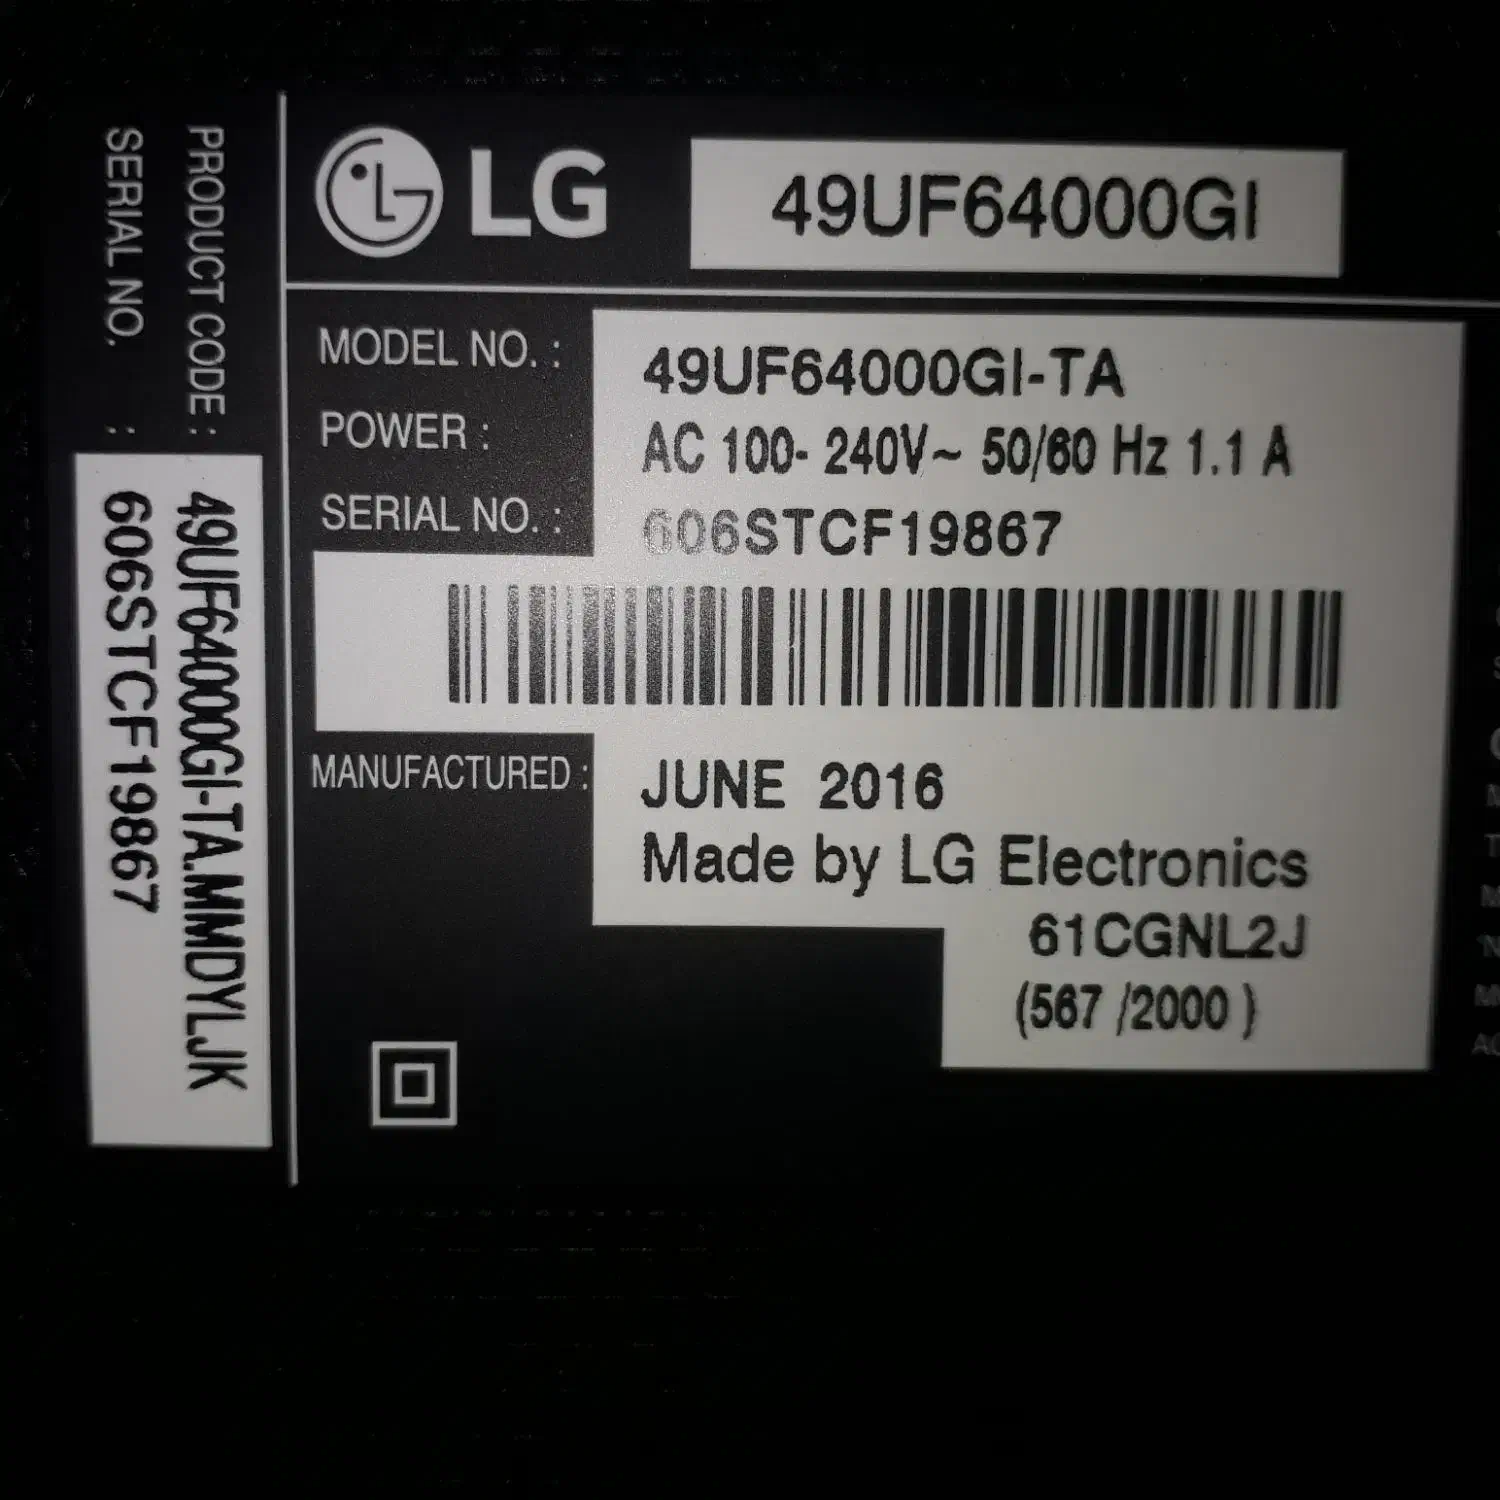 LG
49UF64000GI
MODEL NO. : 49UF64000GI-TA
POWER : AC 100- 240V~ 50/60 Hz 1.1 A
SERIAL NO. : 606STCF19867
MANUFACTURED : JUNE 2016
Made by LG Electronics
61CGNL2J
(567 /2000 )
PRODUCT CODE : 49UF64000GI-TA.MMDYLJK
SERIAL NO. : 606STCF19867